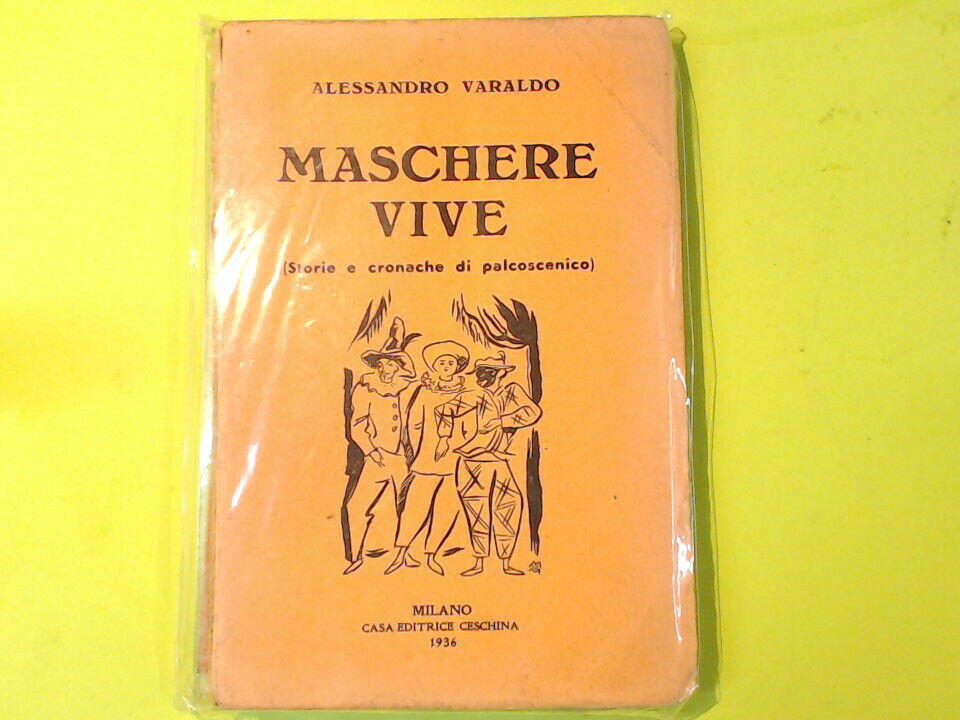 ALESSANDRO VARALDO
MASCHERE
VIVE
(Storie e cronache di palcoscenico)
MILANO
CASA EDITRICE CESCHINA
1936